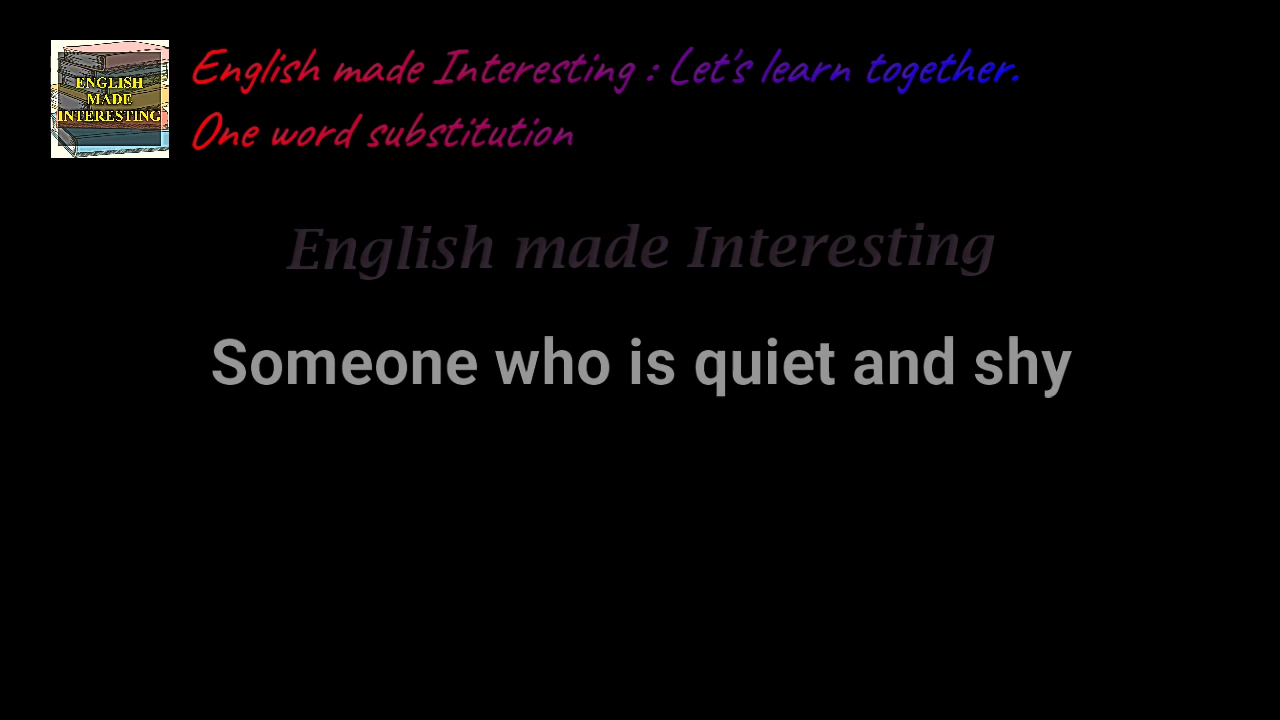 ENGLISH
MADE
INTERESTING
English made Interesting : Let's learn together.
One word substitution
English made Interesting
Someone who is quiet and shy